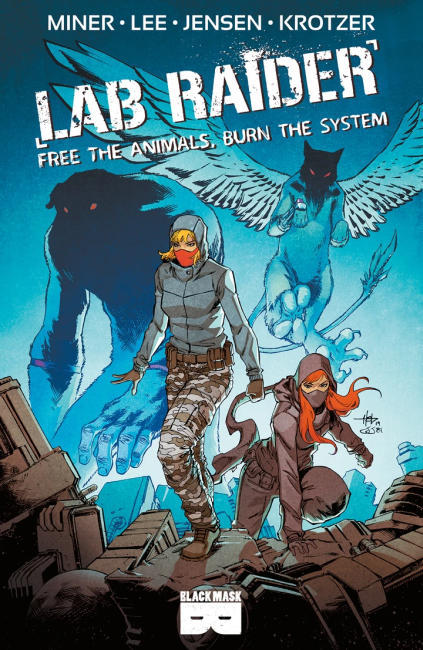 MINER • LEE • JENSEN • KROTZER
LAB RAIDER
FREE THE ANIMALS. BURN THE SYSTEM
BLACK MASK